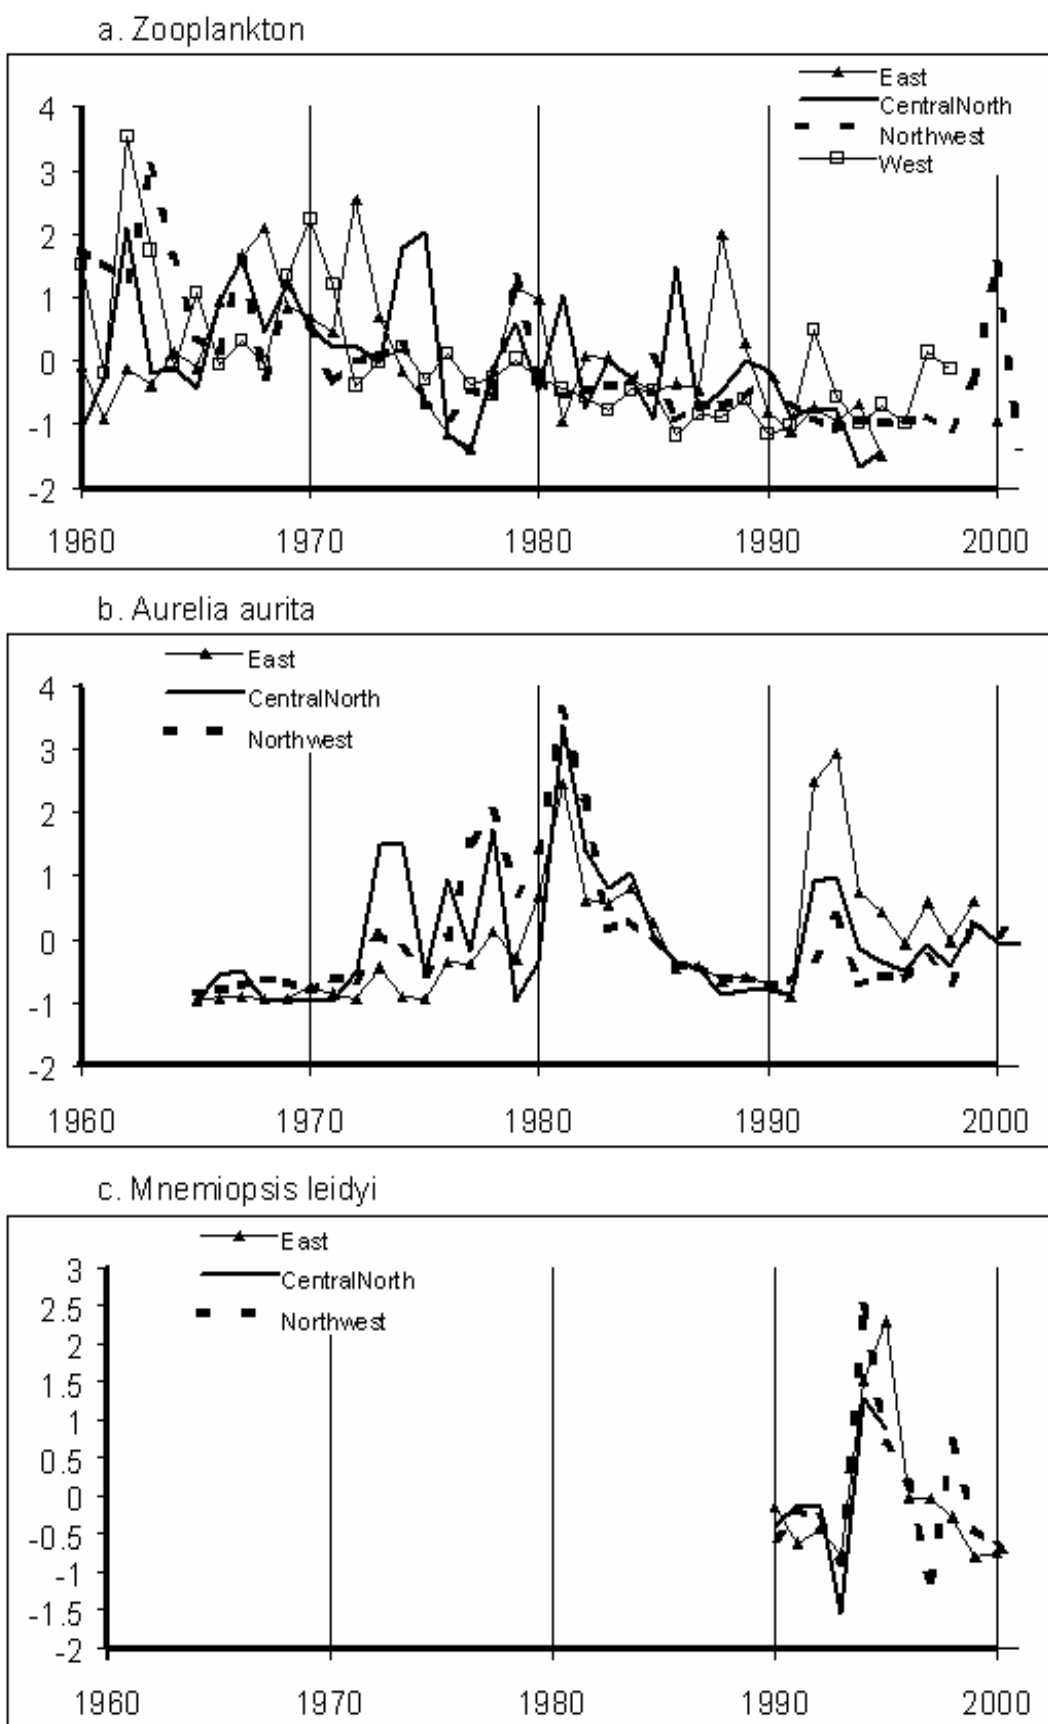 a. Zooplankton
East
CentralNorth
Northwest
West
4
3
2
1
0
-1
-2
1960 1970 1980 1990 2000
b. Aurelia aurita
East
CentralNorth
Northwest
4
3
2
1
0
-1
-2
1960 1970 1980 1990 2000
c. Mnemiopsis leidyi
East
CentralNorth
Northwest
3
2.5
2
1.5
1
0.5
0
-0.5
-1
-1.5
-2
1960 1970 1980 1990 2000